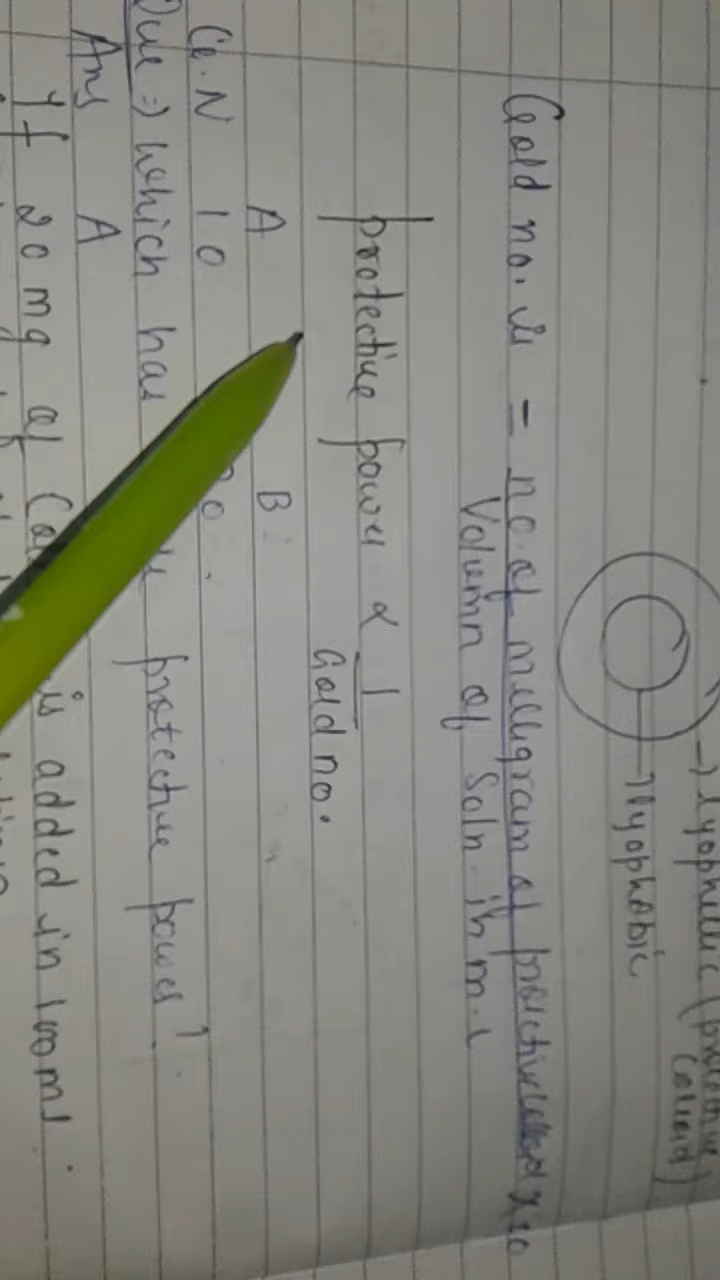 → lyophilic (protective
colloid)
→ lyophobic
Gold no. is = no. of milligram of protective colloid x 10
Volumn of Soln. in m.l
protective power α 1
Gold no.
A B
G.N 10
Que ⇒ which has protective power?
Ans A
If 20 mg of is added in 100 ml